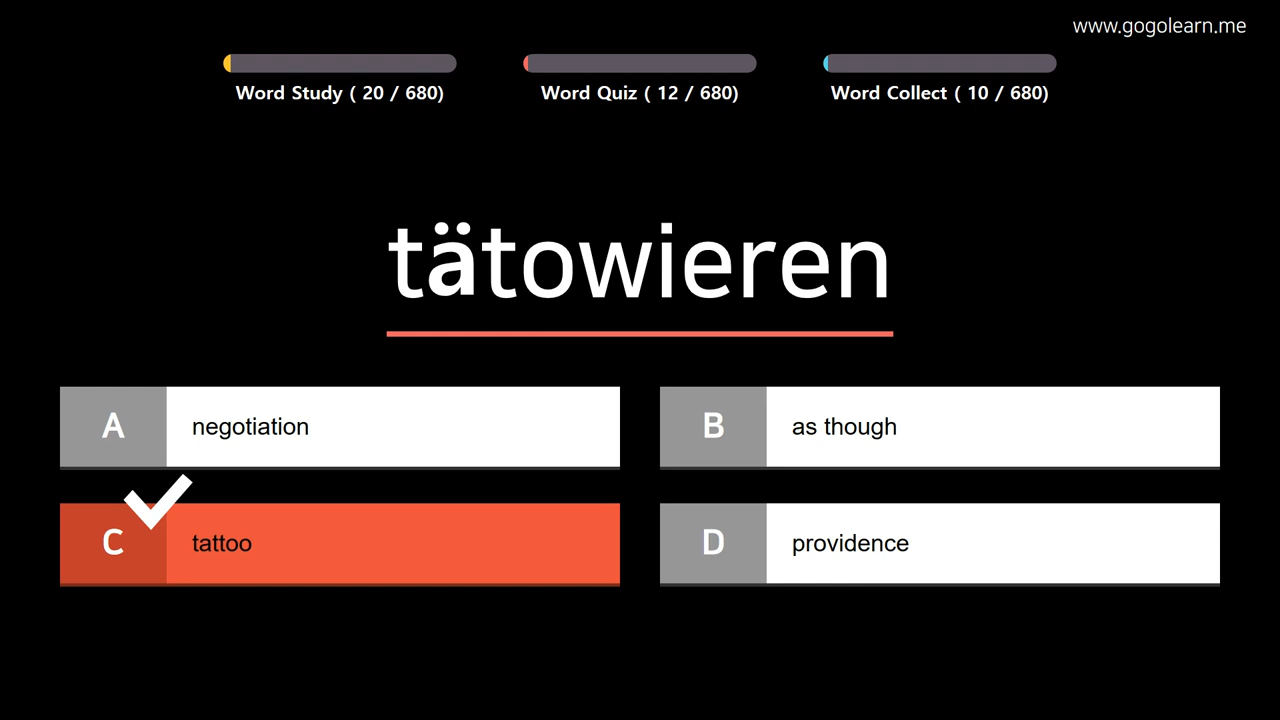 www.gogolearn.me
Word Study ( 20 / 680)
Word Quiz ( 12 / 680)
Word Collect ( 10 / 680)
tätowieren
A negotiation
B as though
C tattoo
D providence